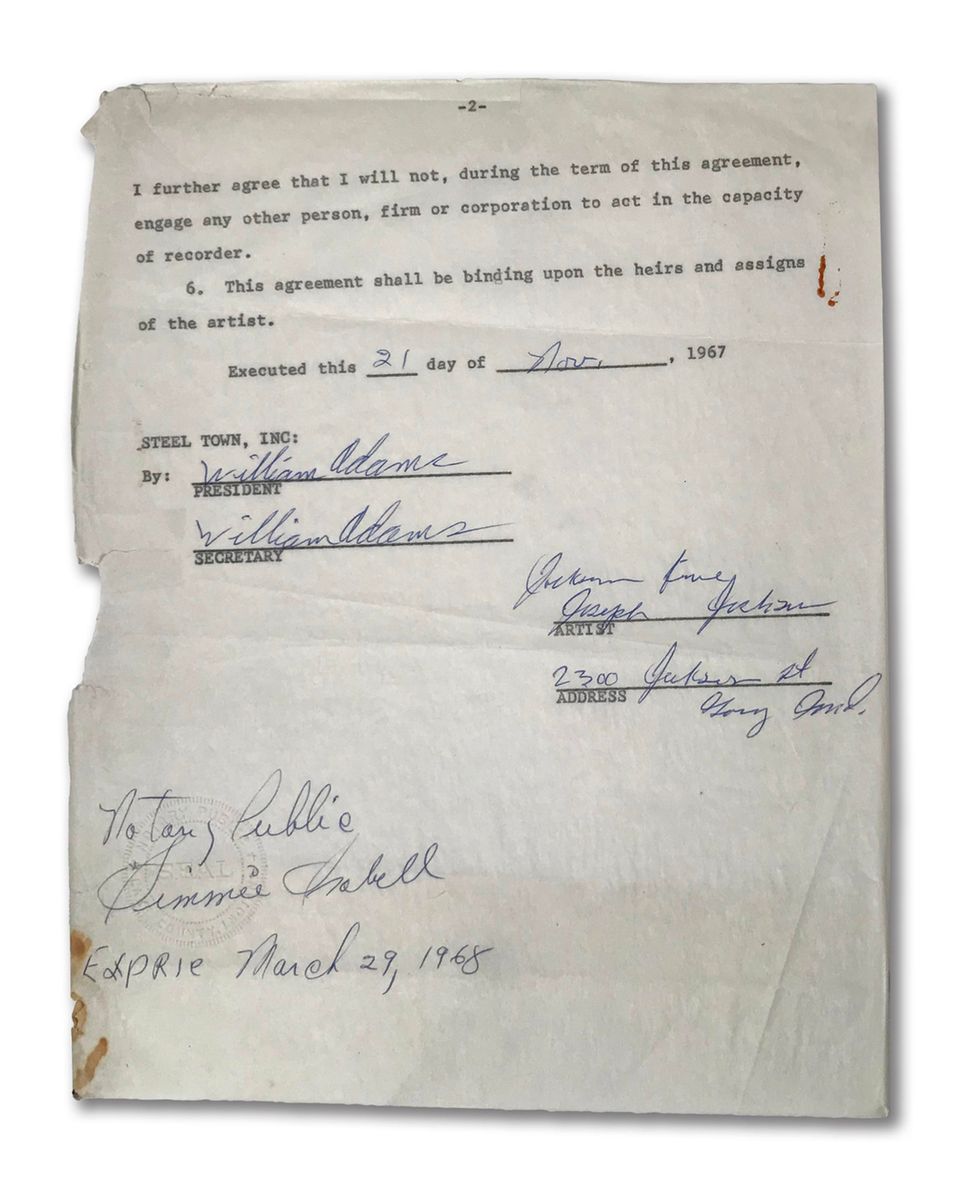 -2-
I further agree that I will not, during the term of this agreement,
engage any other person, firm or corporation to act in the capacity
of recorder.
6. This agreement shall be binding upon the heirs and assigns
of the artist.
Executed this 21 day of Nov. , 1967
STEEL TOWN, INC:
By: William Adams
PRESIDENT
William Adams
SECRETARY
Jackson Five
Joseph Jackson
ARTIST
2300 Jackson st
ADDRESS
Gary Ind.
Notary Public
SEAL
Isabell
EXPRIE March 29, 1968